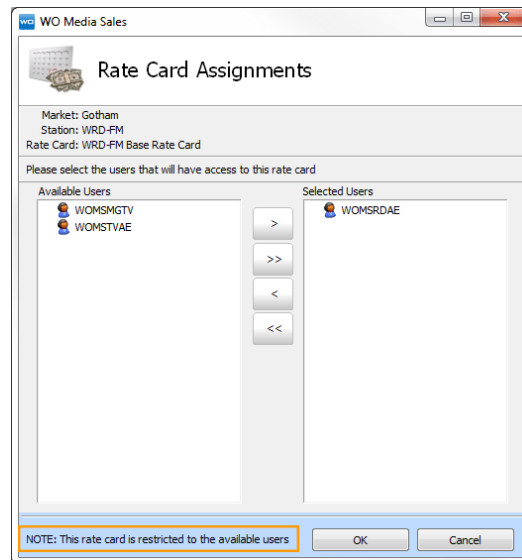 WO WO Media Sales
Rate Card Assignments
Market: Gotham
Station: WRD-FM
Rate Card: WRD-FM Base Rate Card
Please select the users that will have access to this rate card
Available Users
WOMSMGTV
WOMSTVAE
>
>>
<
<<
Selected Users
WOMSRDAE
NOTE: This rate card is restricted to the available users
OK
Cancel